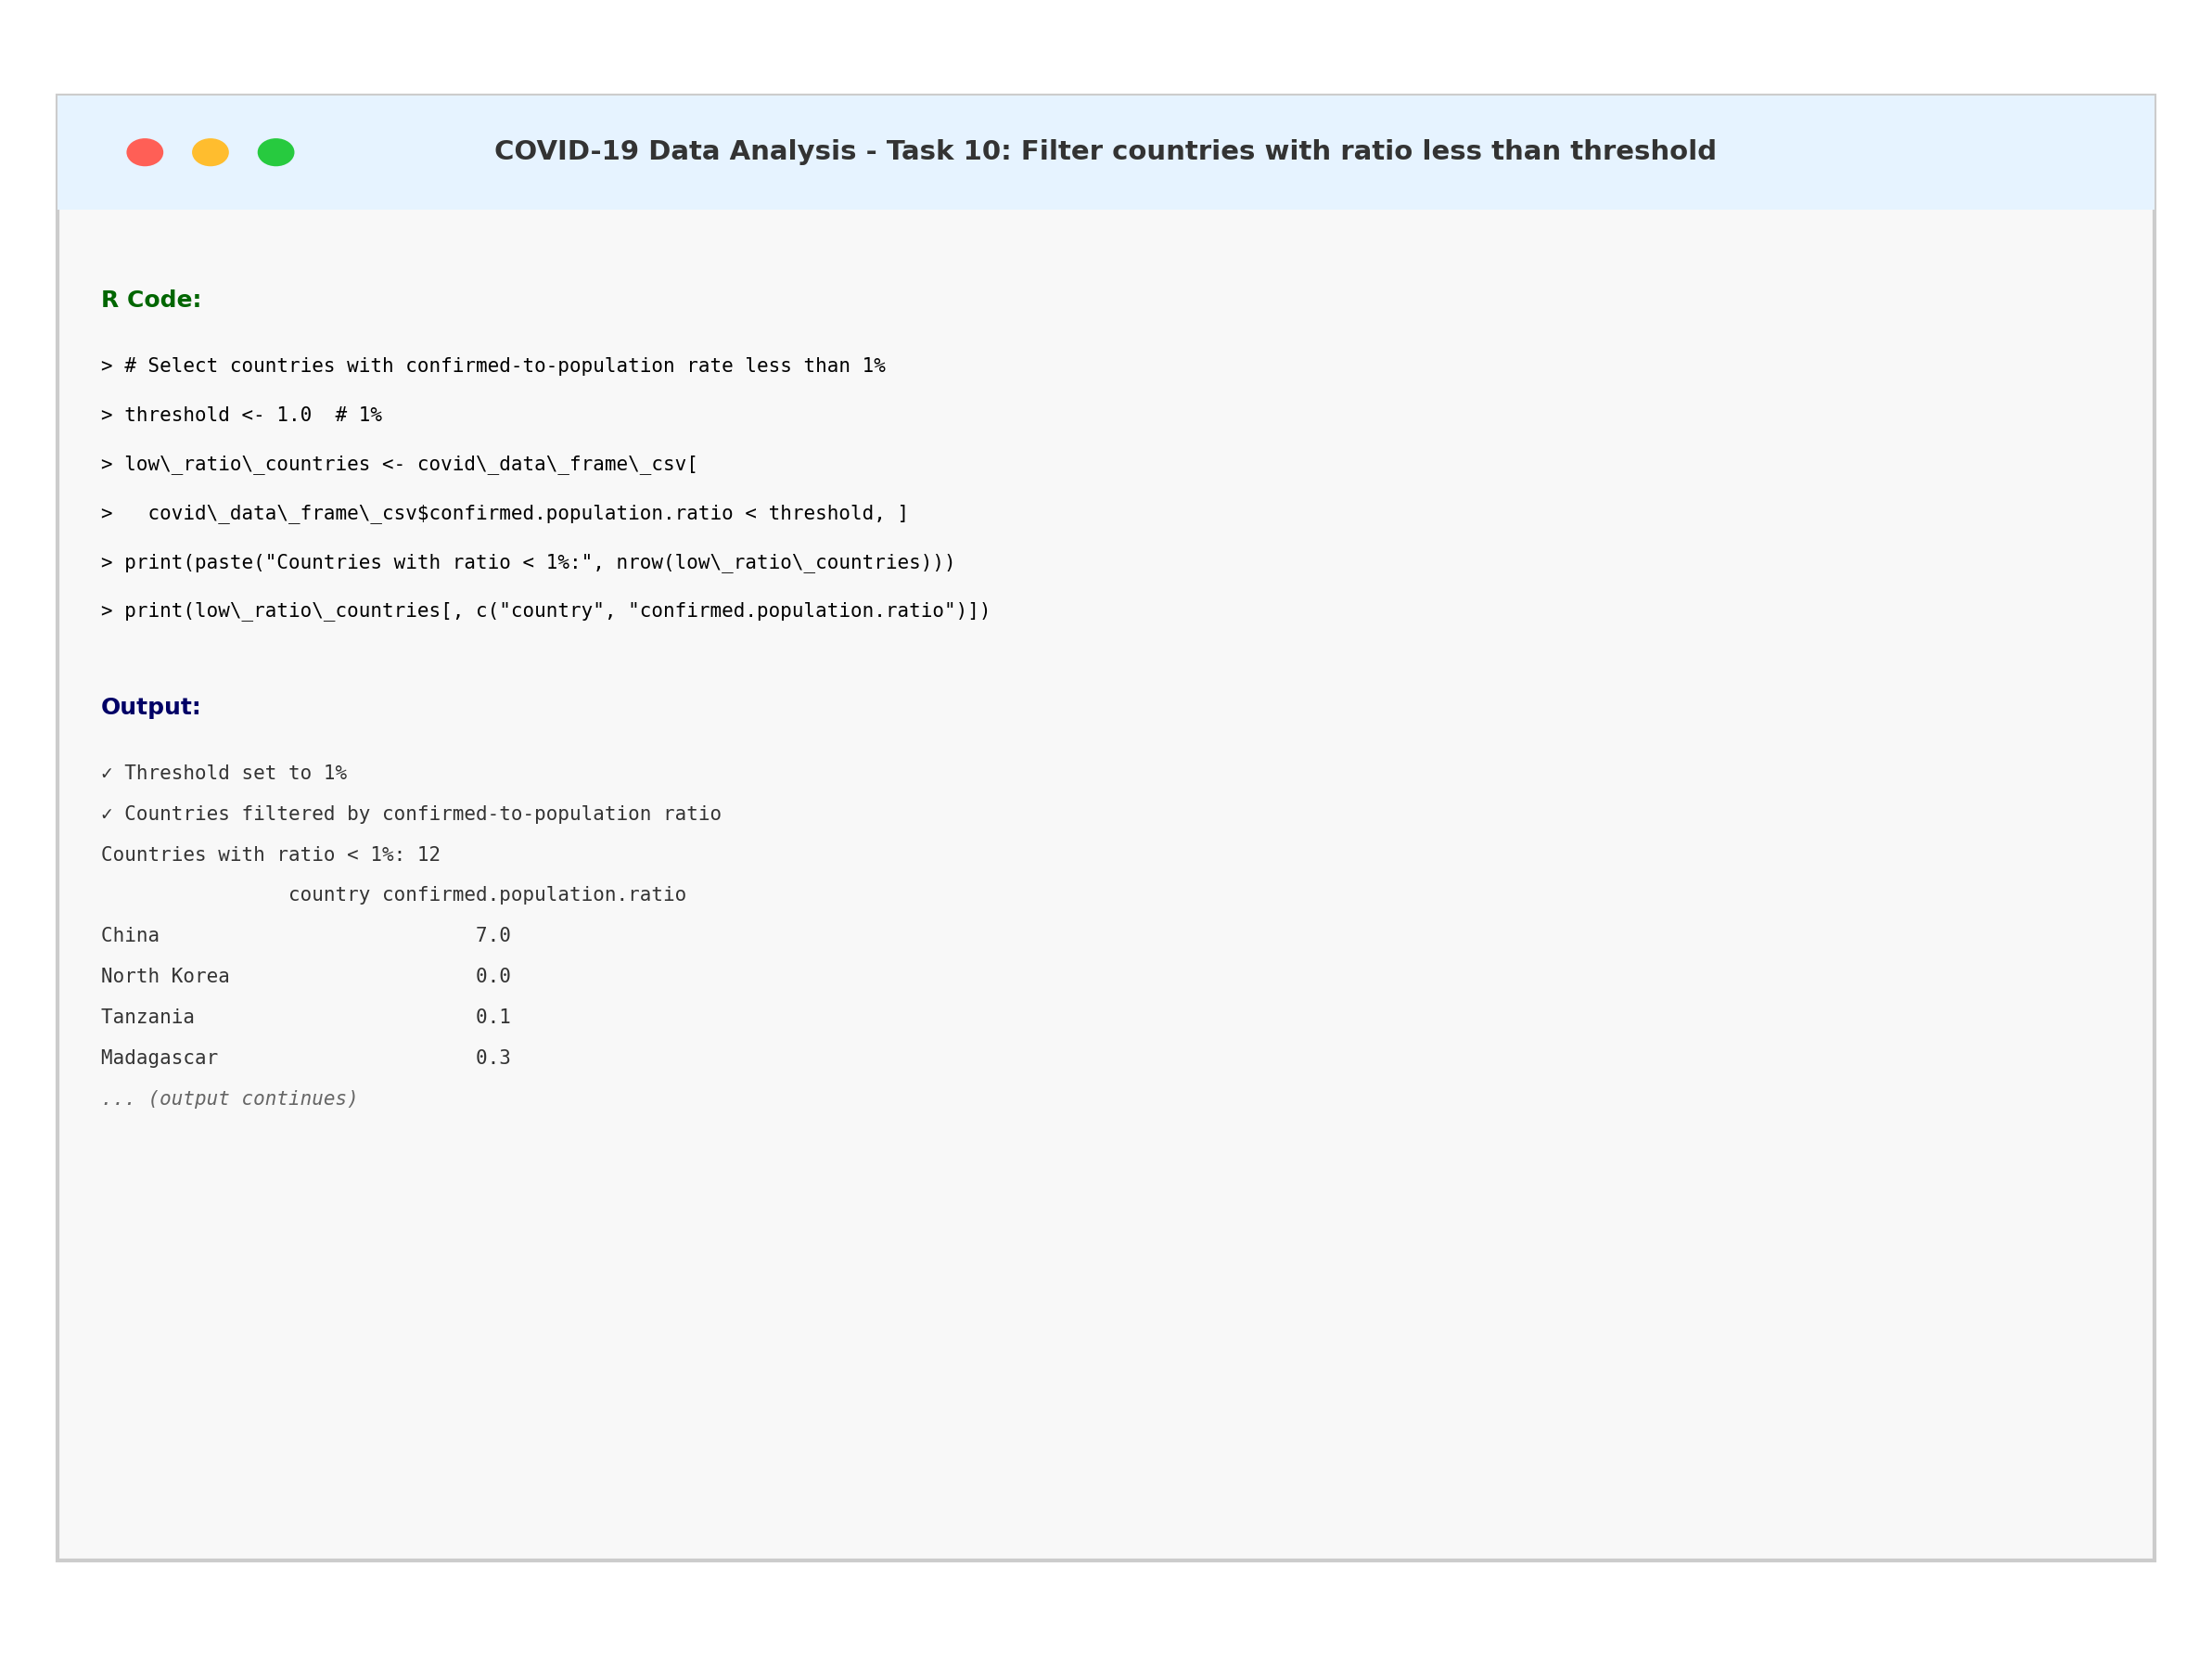 COVID-19 Data Analysis - Task 10: Filter countries with ratio less than threshold
R Code:
> # Select countries with confirmed-to-population rate less than 1%
> threshold <- 1.0  # 1%
> low\_ratio\_countries <- covid\_data\_frame\_csv[
>   covid\_data\_frame\_csv$confirmed.population.ratio < threshold, ]
> print(paste("Countries with ratio < 1%:", nrow(low\_ratio\_countries)))
> print(low\_ratio\_countries[, c("country", "confirmed.population.ratio")])
Output:
✓ Threshold set to 1%
✓ Countries filtered by confirmed-to-population ratio
Countries with ratio < 1%: 12
                country confirmed.population.ratio
China                           7.0
North Korea                     0.0
Tanzania                        0.1
Madagascar                      0.3
... (output continues)